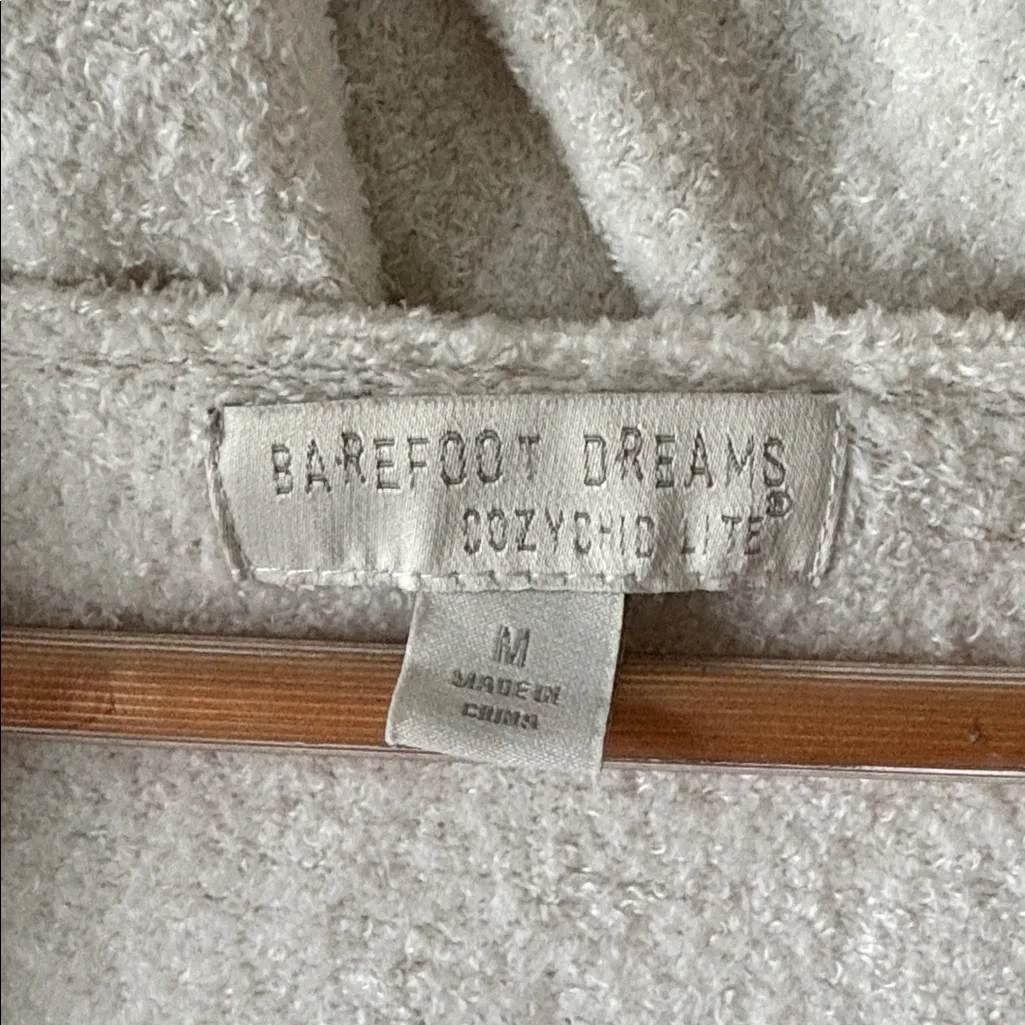 BAREFOOT DREAMS
COZYCHIC LITE®
M
MADE IN
CHINA